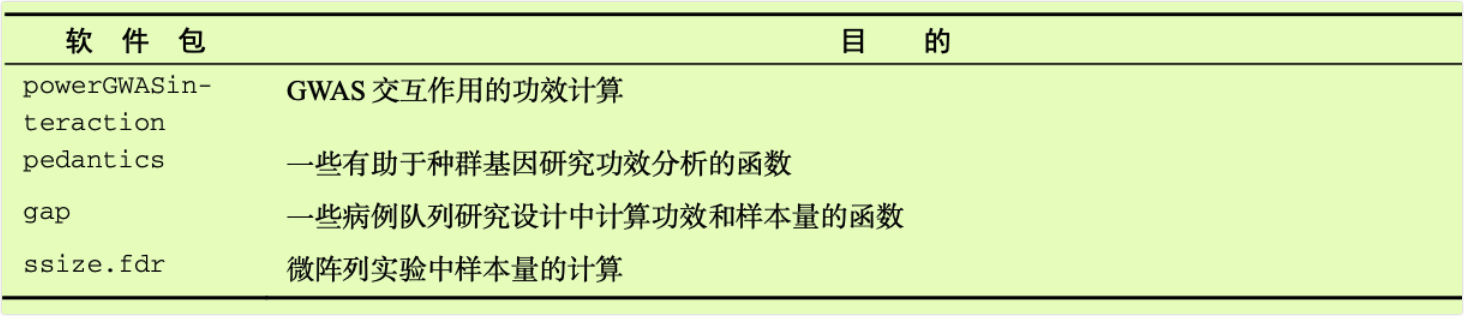 软件包 目的
powerGWASin- GWAS 交互作用的功效计算
teraction
pedantics 一些有助于种群基因研究功效分析的函数
gap 一些病例队列研究设计中计算功效和样本量的函数
ssize.fdr 微阵列实验中样本量的计算